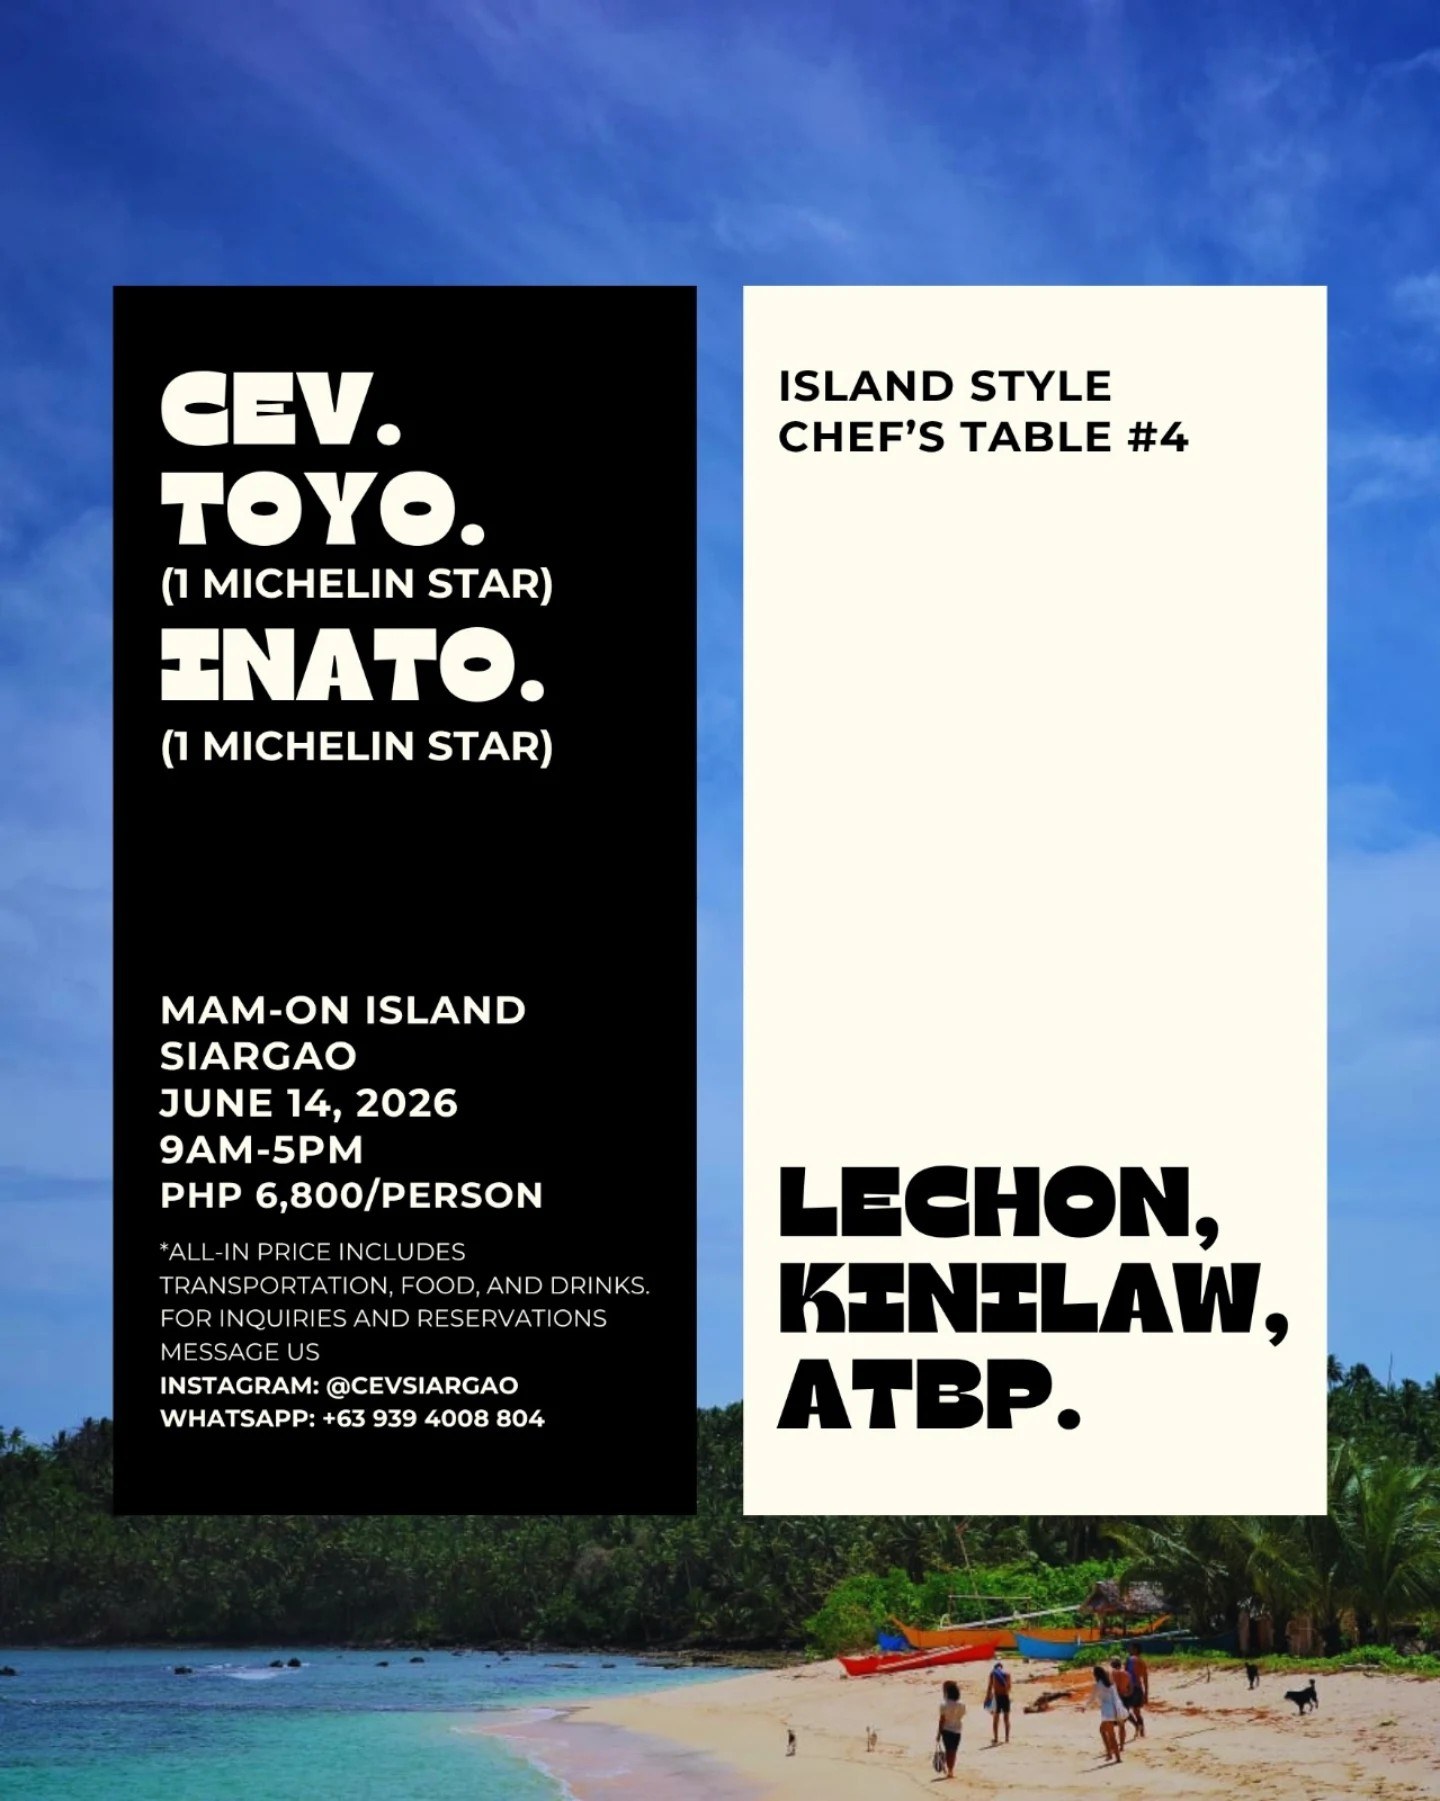 CEV.
TOYO.
(1 MICHELIN STAR)
INATO.
(1 MICHELIN STAR)
MAM-ON ISLAND
SIARGAO
JUNE 14, 2026
9AM-5PM
PHP 6,800/PERSON
*ALL-IN PRICE INCLUDES
TRANSPORTATION, FOOD, AND DRINKS.
FOR INQUIRIES AND RESERVATIONS
MESSAGE US
INSTAGRAM: @CEVSIARGAO
WHATSAPP: +63 939 4008 804
ISLAND STYLE
CHEF’S TABLE #4
LECHON,
KINILAW,
ATBP.